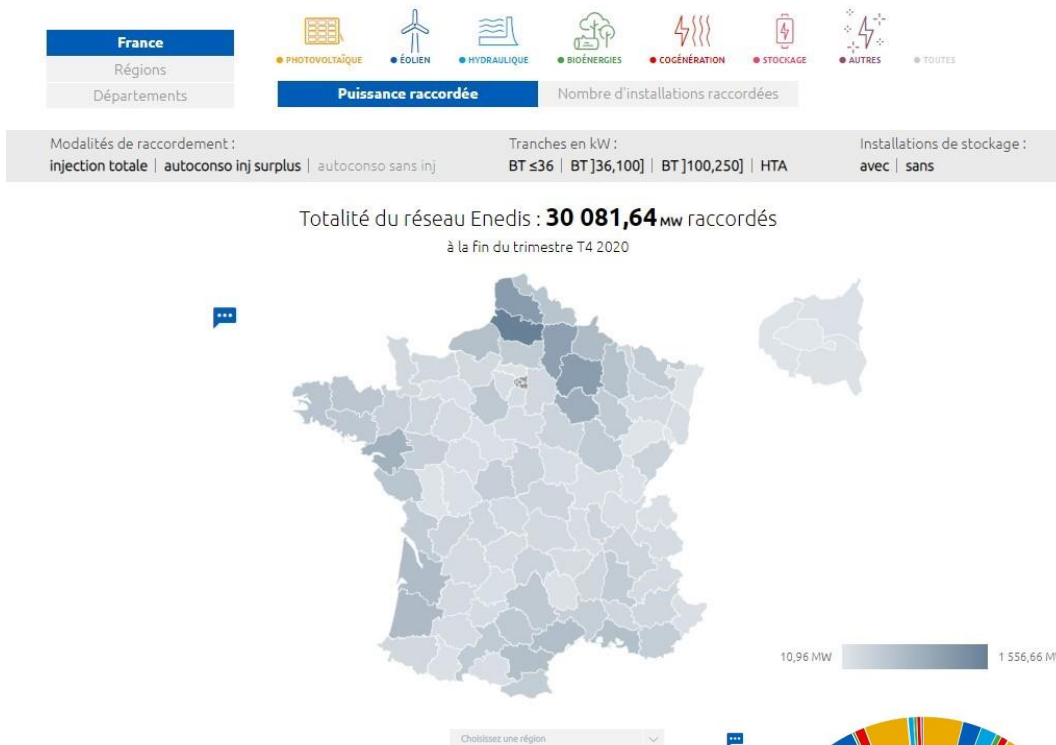 France
Régions
Départements
PHOTOVOLTAÏQUE
ÉOLIEN
HYDRAULIQUE
BIOÉNERGIES
COGÉNÉRATION
STOCKAGE
AUTRES
TOUTES
Puissance raccordée
Nombre d'installations raccordées
Modalités de raccordement :
injection totale | autoconso inj surplus | autoconso sans inj
Tranches en kW :
BT ≤36 | BT ]36,100] | BT ]100,250] | HTA
Installations de stockage :
avec | sans
Totalité du réseau Enedis : 30 081,64 MW raccordés
à la fin du trimestre T4 2020
10,96 MW
1 556,66 M
Choisissez une région